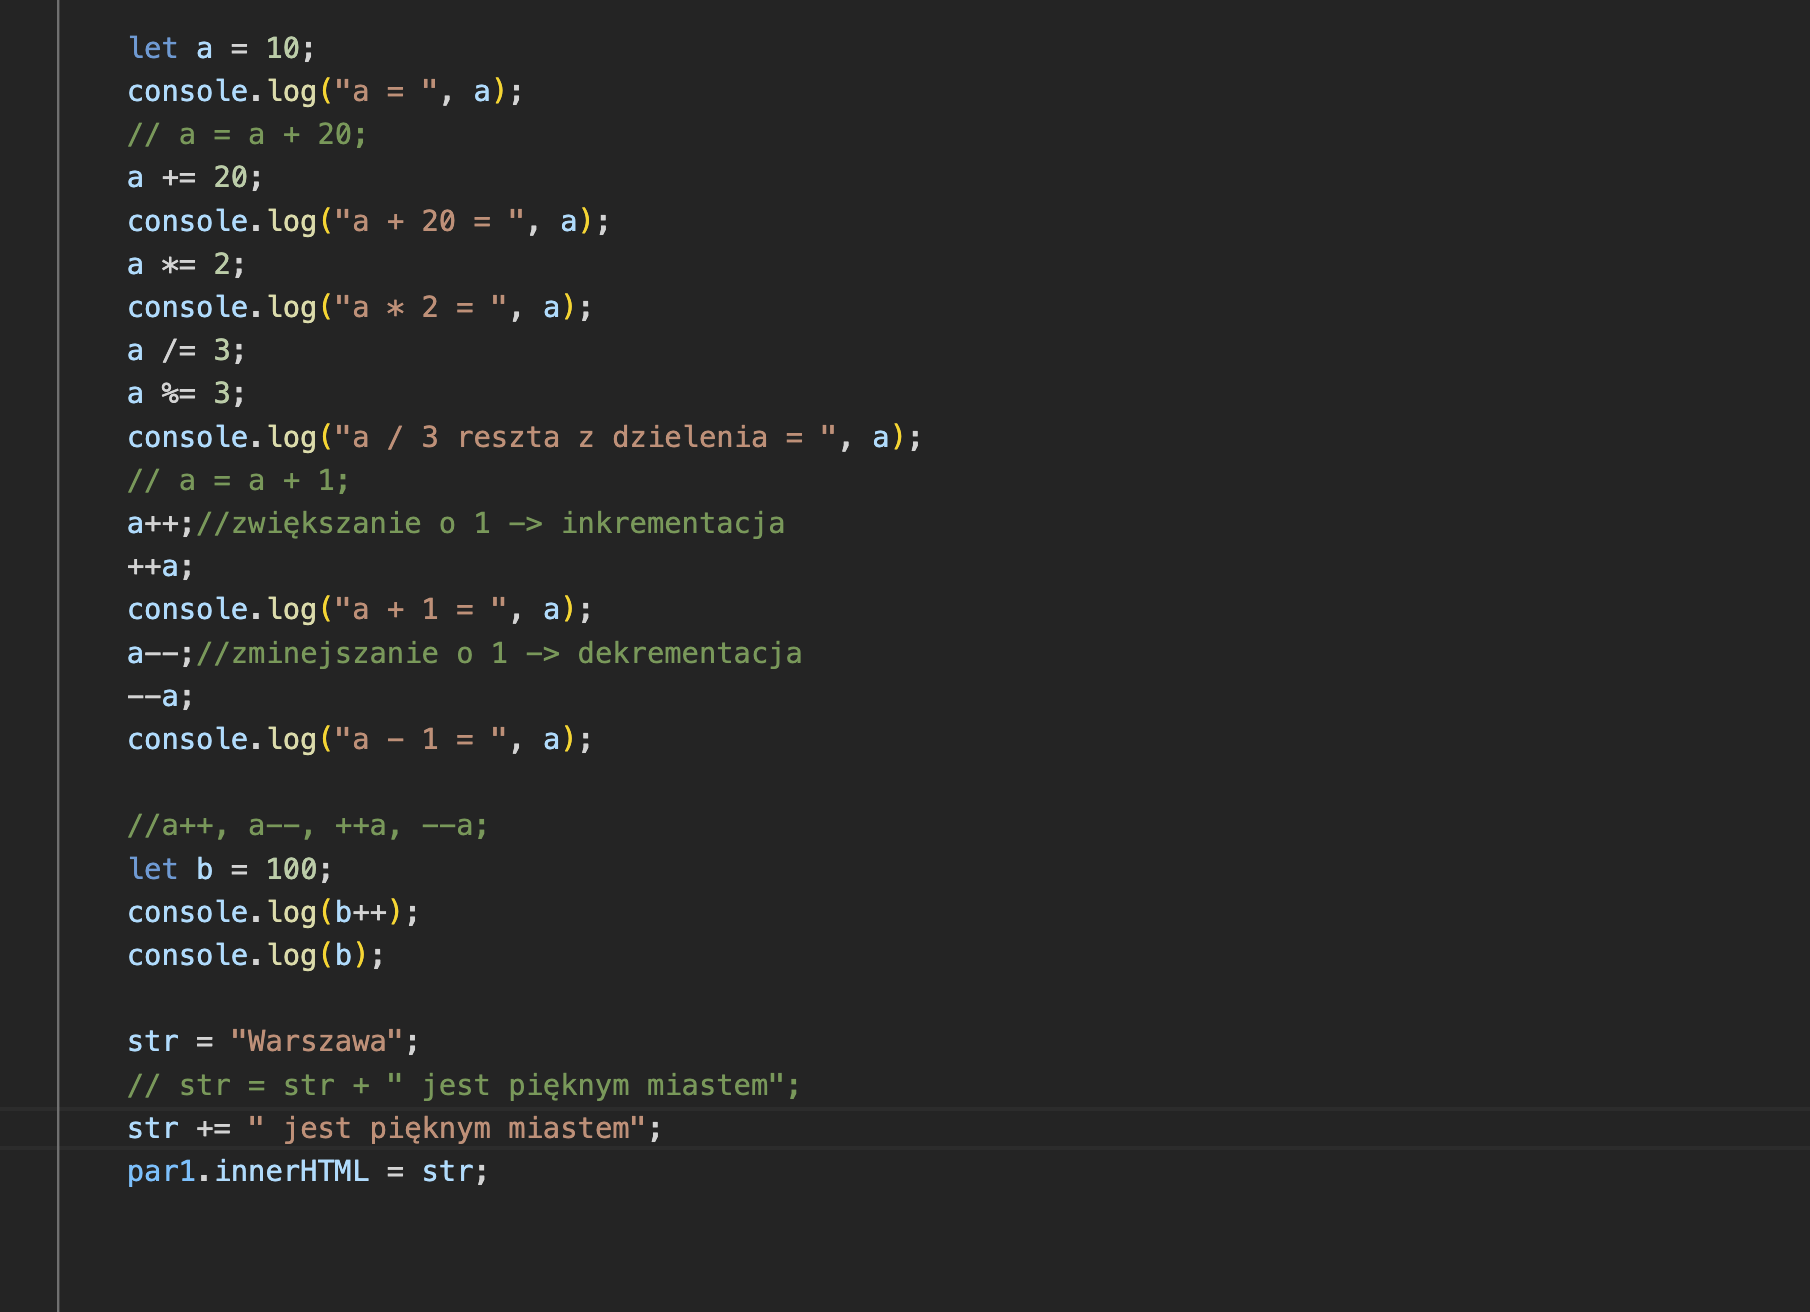 let a = 10;
console.log("a = ", a);
// a = a + 20;
a += 20;
console.log("a + 20 = ", a);
a *= 2;
console.log("a * 2 = ", a);
a /= 3;
a %= 3;
console.log("a / 3 reszta z dzielenia = ", a);
// a = a + 1;
a++;//zwiększanie o 1 -> inkrementacja
++a;
console.log("a + 1 = ", a);
a--;//zminejszanie o 1 -> dekrementacja
--a;
console.log("a - 1 = ", a);
//a++, a--, ++a, --a;
let b = 100;
console.log(b++);
console.log(b);
str = "Warszawa";
// str = str + " jest pięknym miastem";
str += " jest pięknym miastem";
par1.innerHTML = str;